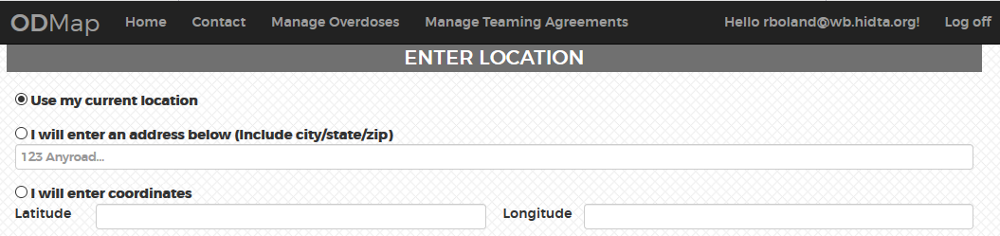 ODMap Home Contact Manage Overdoses Manage Teaming Agreements Hello rboland@wb.hidta.org! Log off
ENTER LOCATION
Use my current location
I will enter an address below (Include city/state/zip)
123 Anyroad...
I will enter coordinates
Latitude Longitude